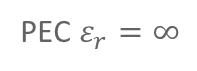 PEC εᵣ = ∞